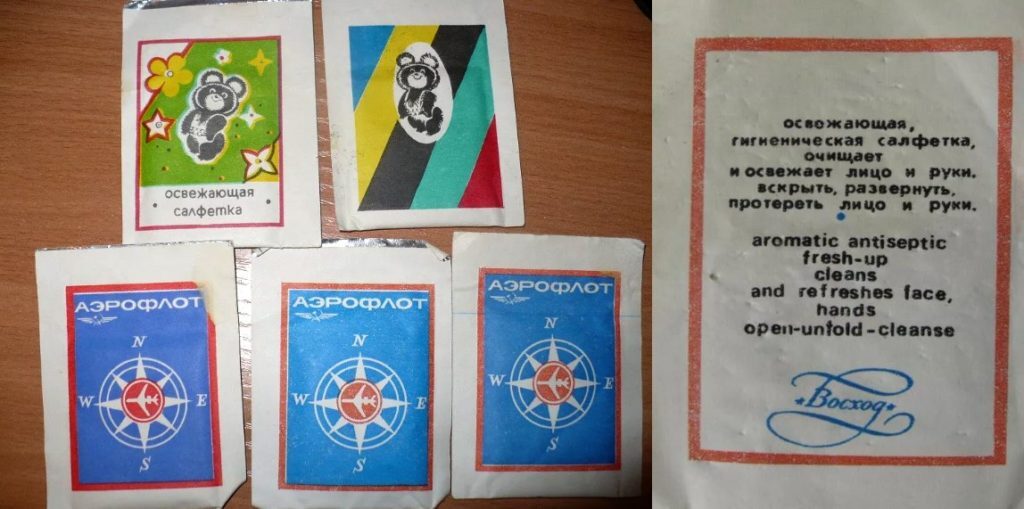 освежающая
салфетка
АЭРОФЛОТ
N
W E
S
АЭРОФЛОТ
N
W E
S
АЭРОФЛОТ
N
W E
S
освожающая,
гигиеническая салфетка,
очищает
и освежает лицо и руки.
вскрыть, развернуть,
протереть лицо и руки.
aromatic antiseptic
fresh-up
cleans
and refreshes face,
hands
open-unfold-cleanse
Восход